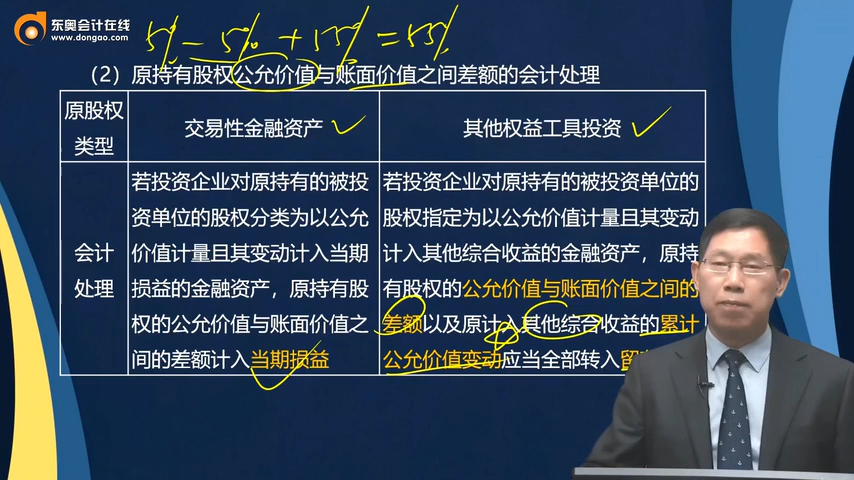 东奥会计在线
www.dongao.com
5% - 5% + 15% = 55%
(2)原持有股权公允价值与账面价值之间差额的会计处理
原股权
类型
交易性金融资产
其他权益工具投资
会计
处理
若投资企业对原持有的被投
资单位的股权分类为以公允
价值计量且其变动计入当期
损益的金融资产,原持有股
权的公允价值与账面价值之
间的差额计入当期损益
若投资企业对原持有的被投资单位的
股权指定为以公允价值计量且其变动
计入其他综合收益的金融资产,原持
有股权的公允价值与账面价值之间的
差额以及原计入其他综合收益的累计
公允价值变动应当全部转入留